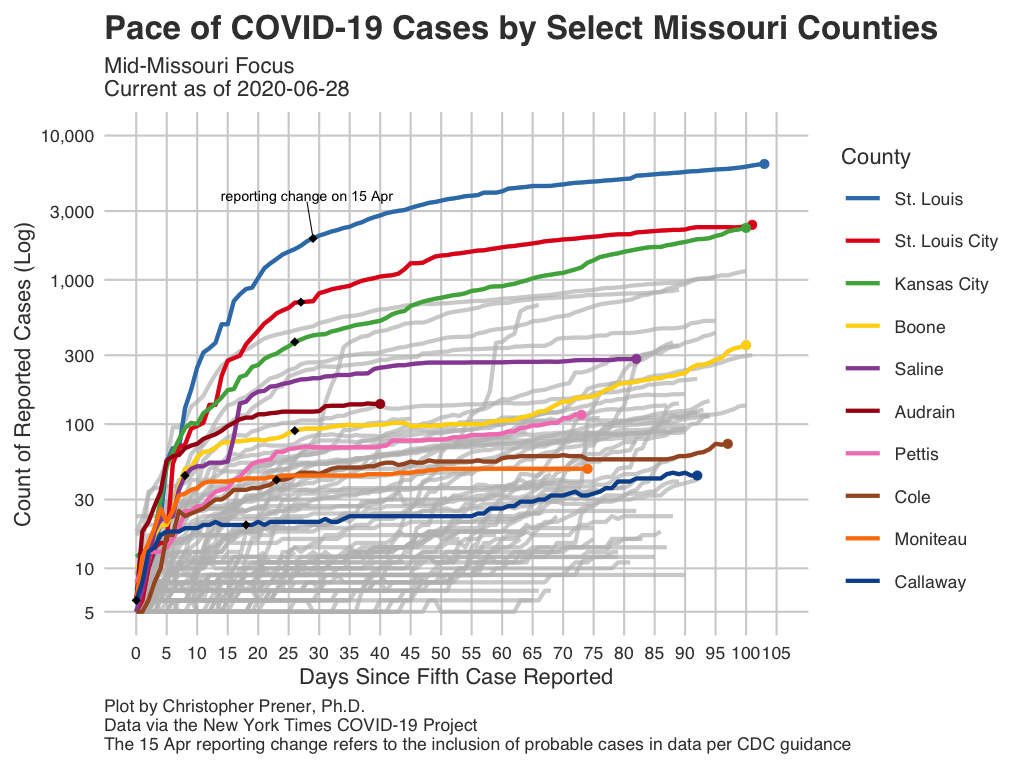 Pace of COVID-19 Cases by Select Missouri Counties
Mid-Missouri Focus
Current as of 2020-06-28
10,000
3,000
1,000
300
100
30
10
5
Count of Reported Cases (Log)
reporting change on 15 Apr
0 5 10 15 20 25 30 35 40 45 50 55 60 65 70 75 80 85 90 95 100 105
Days Since Fifth Case Reported
County
St. Louis
St. Louis City
Kansas City
Boone
Saline
Audrain
Pettis
Cole
Moniteau
Callaway
Plot by Christopher Prener, Ph.D.
Data via the New York Times COVID-19 Project
The 15 Apr reporting change refers to the inclusion of probable cases in data per CDC guidance